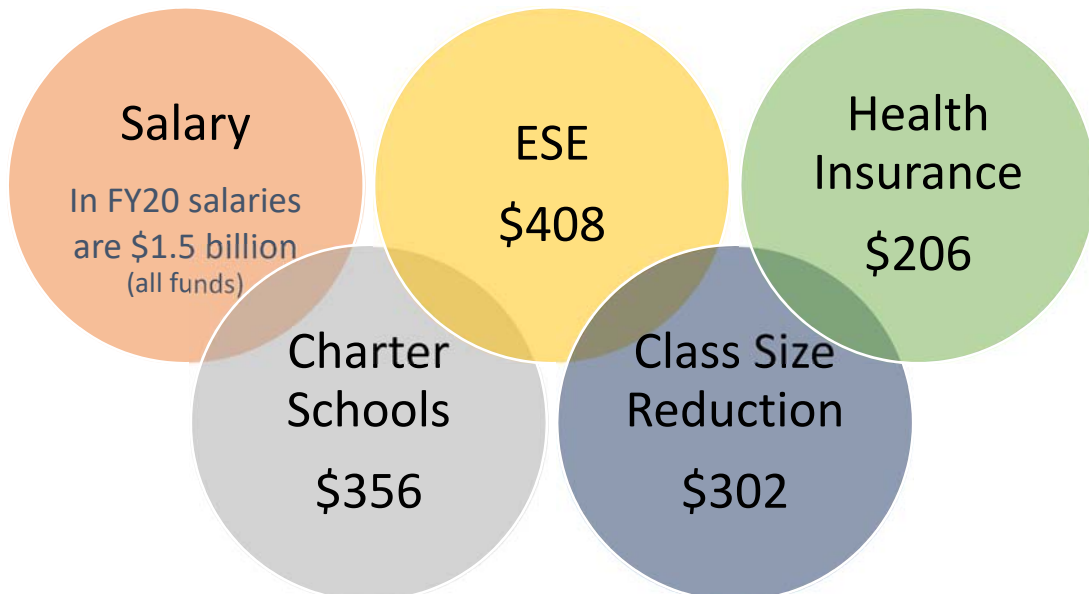 Salary
In FY20 salaries
are $1.5 billion
(all funds)
ESE
$408
Health
Insurance
$206
Charter
Schools
$356
Class Size
Reduction
$302